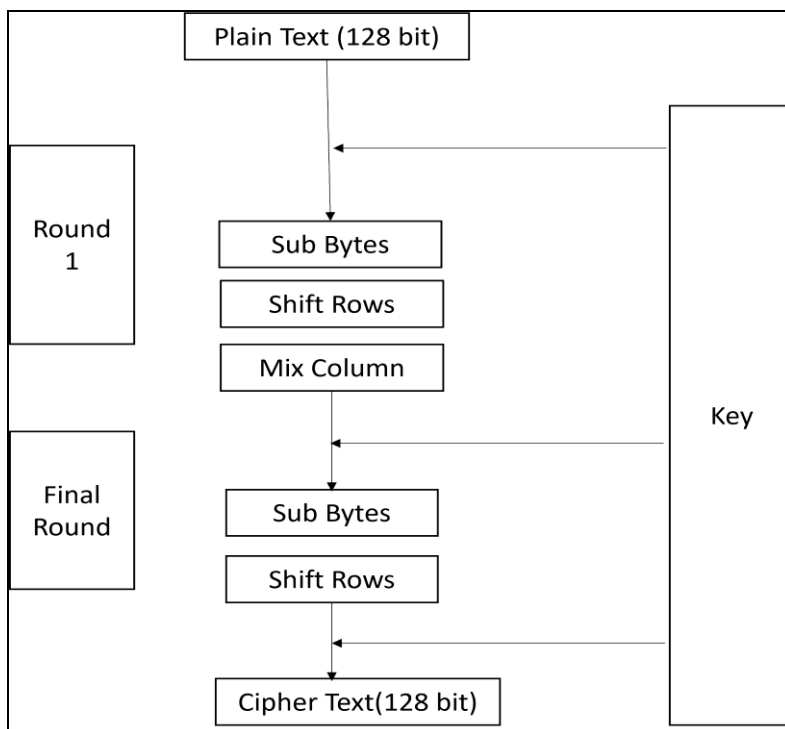 Plain Text (128 bit)
Round
1
Sub Bytes
Shift Rows
Mix Column
Key
Final
Round
Sub Bytes
Shift Rows
Cipher Text(128 bit)